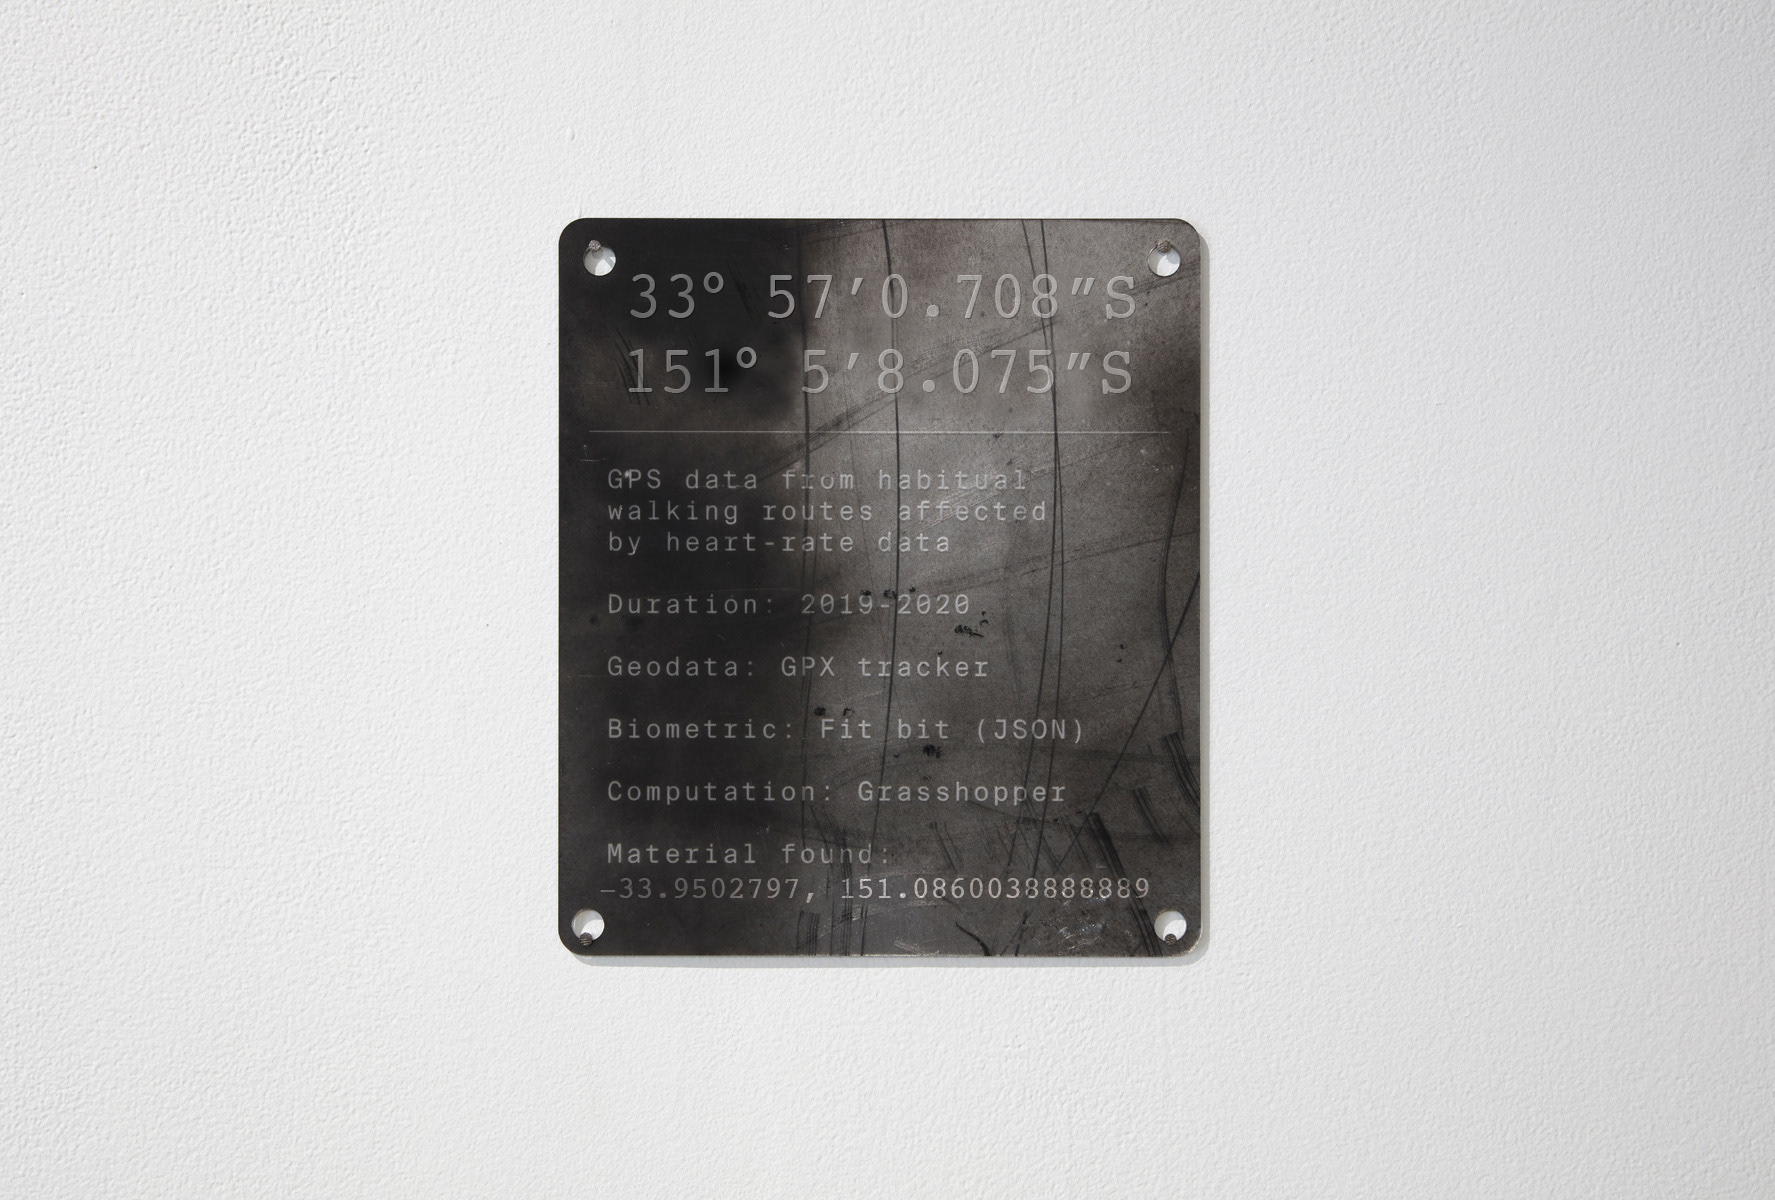 33° 57′0.708″S
151° 5′8.075″S
GPS data from habitual
walking routes affected
by heart-rate data
Duration: 2019-2020
Geodata: GPX tracker
Biometric: Fit bit (JSON)
Computation: Grasshopper
Material found:
–33.9502797, 151.0860038888889